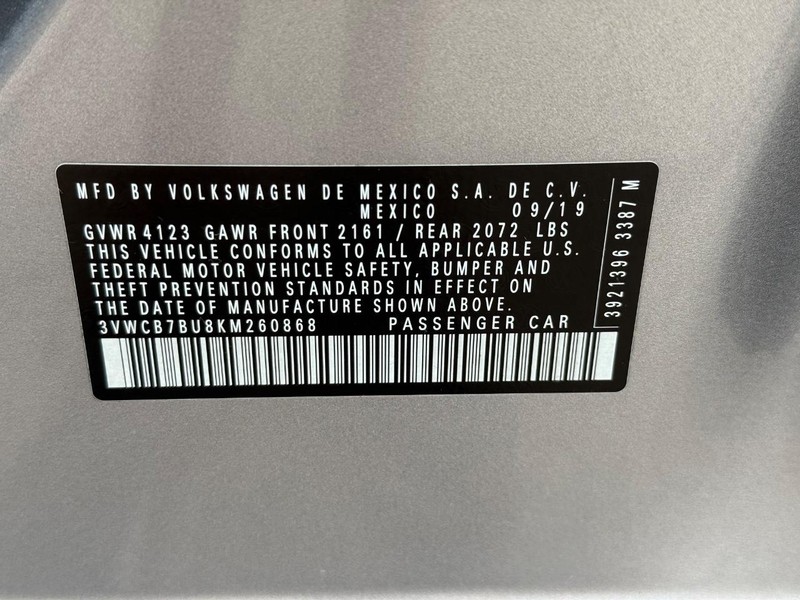 MFD BY VOLKSWAGEN DE MEXICO S.A. DE C.V.
MEXICO 09/19
GVWR 4123 GAWR FRONT 2161 / REAR 2072 LBS
THIS VEHICLE CONFORMS TO ALL APPLICABLE U.S.
FEDERAL MOTOR VEHICLE SAFETY, BUMPER AND
THEFT PREVENTION STANDARDS IN EFFECT ON
THE DATE OF MANUFACTURE SHOWN ABOVE.
3VWCB7BU8KM260868 PASSENGER CAR
3921396 3387 M